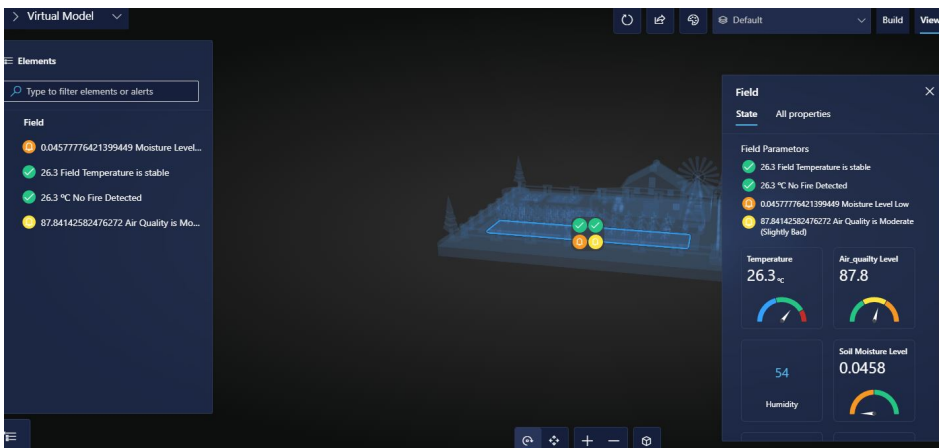 Virtual Model
Default
Build
View
Elements
Type to filter elements or alerts
Field
0.04577776421399449 Moisture Level...
26.3 Field Temperature is stable
26.3 ºC No Fire Detected
87.84142582476272 Air Quality is Mo...
Field
State
All properties
Field Parametors
26.3 Field Temperature is stable
26.3 ºC No Fire Detected
0.04577776421399449 Moisture Level Low
87.84142582476272 Air Quality is Moderate
(Slightly Bad)
Temperature
26.3 ºC
Air_quailty Level
87.8
54
Humidity
Soil Moisture Level
0.0458